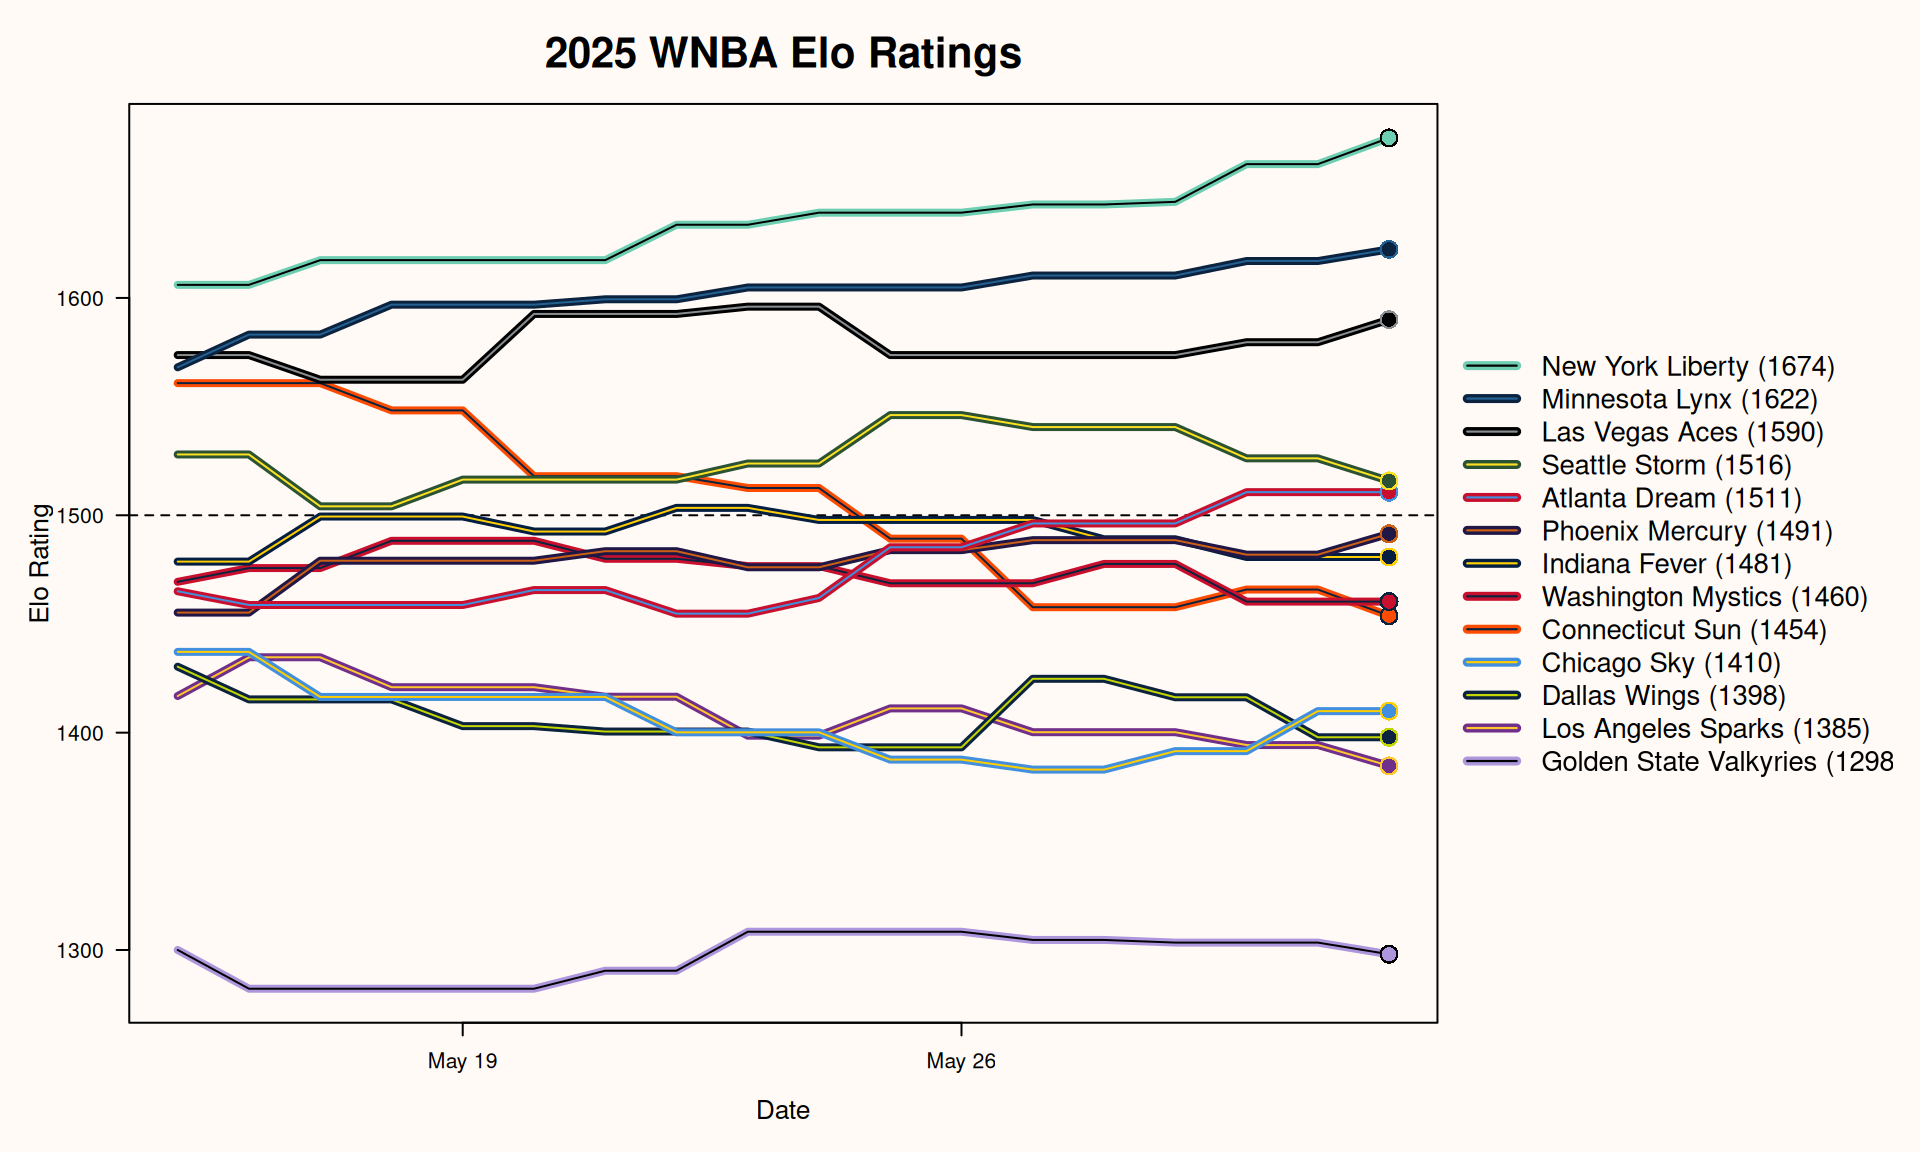 2025 WNBA Elo Ratings
Elo Rating
1600
1500
1400
1300
May 19
May 26
Date
New York Liberty (1674)
Minnesota Lynx (1622)
Las Vegas Aces (1590)
Seattle Storm (1516)
Atlanta Dream (1511)
Phoenix Mercury (1491)
Indiana Fever (1481)
Washington Mystics (1460)
Connecticut Sun (1454)
Chicago Sky (1410)
Dallas Wings (1398)
Los Angeles Sparks (1385)
Golden State Valkyries (1298